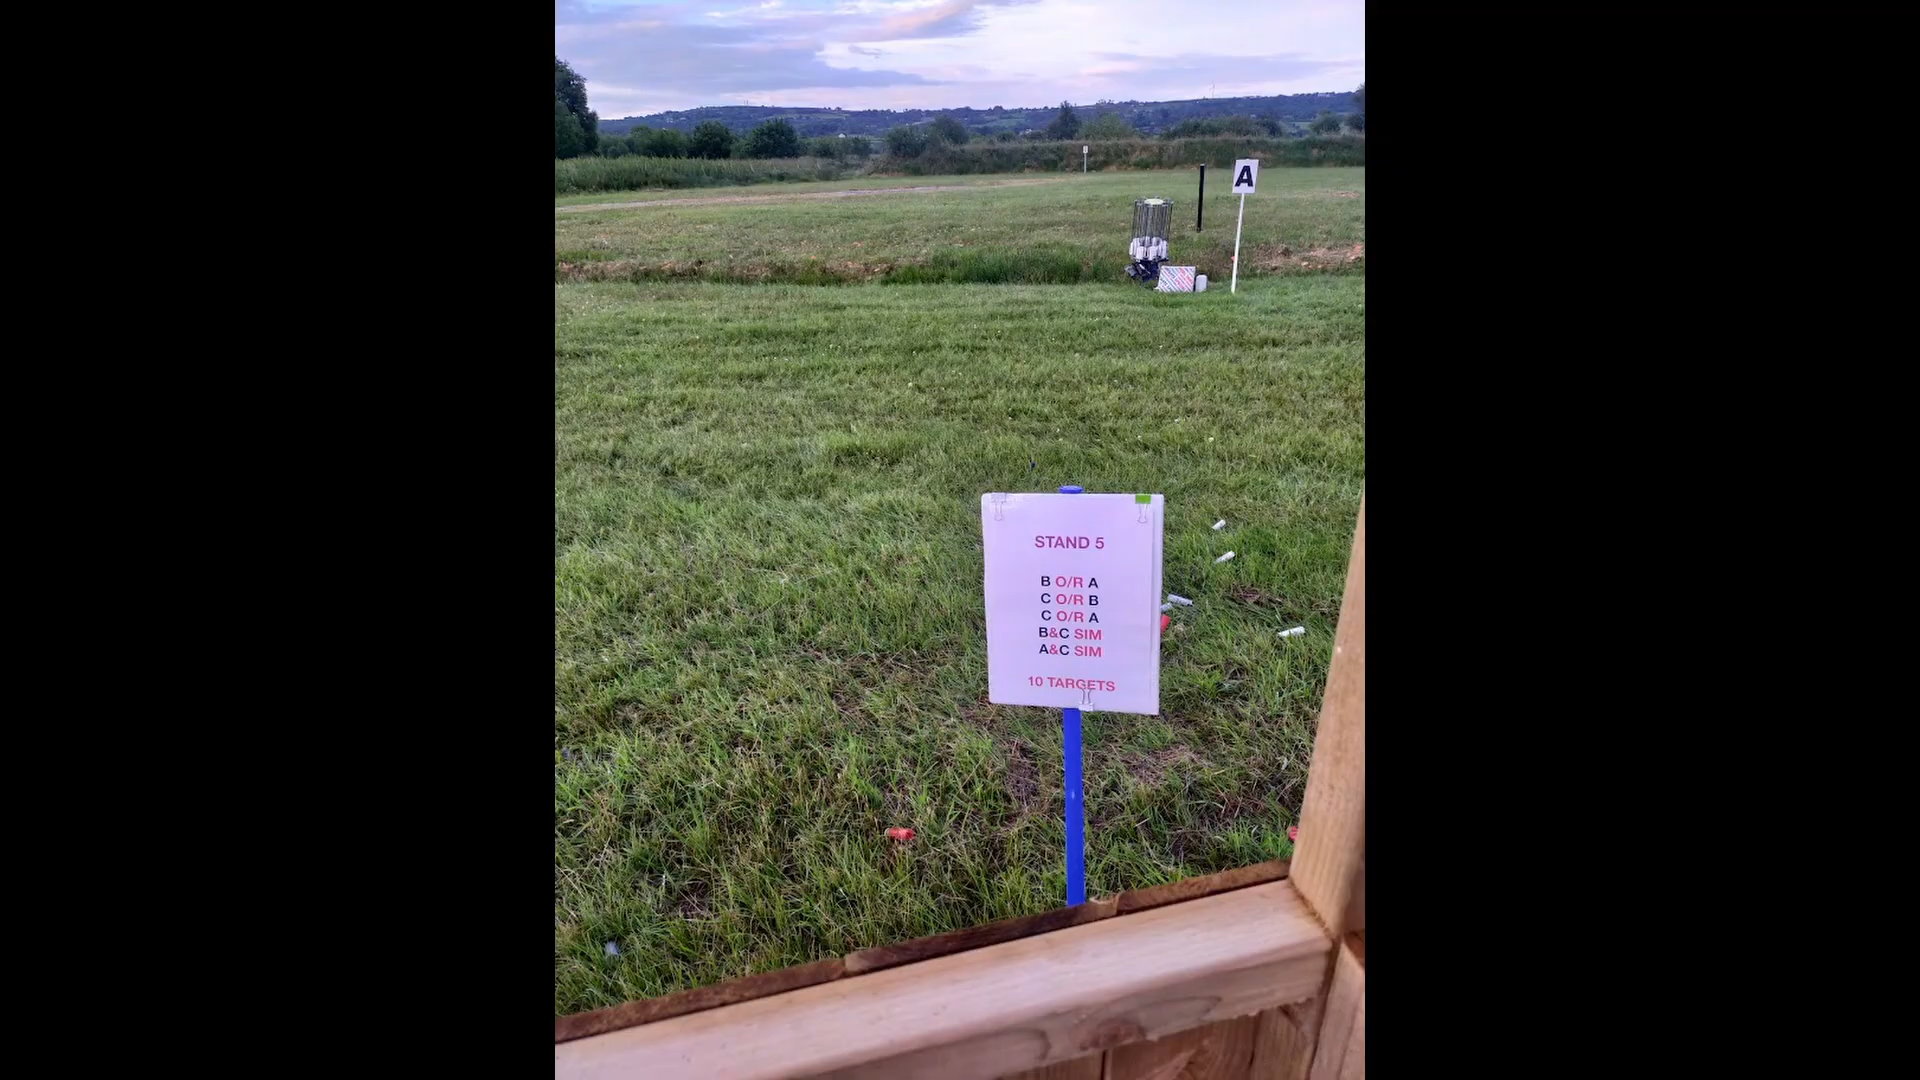 A
STAND 5
B O/R A
C O/R B
C O/R A
B&C SIM
A&C SIM
10 TARGETS